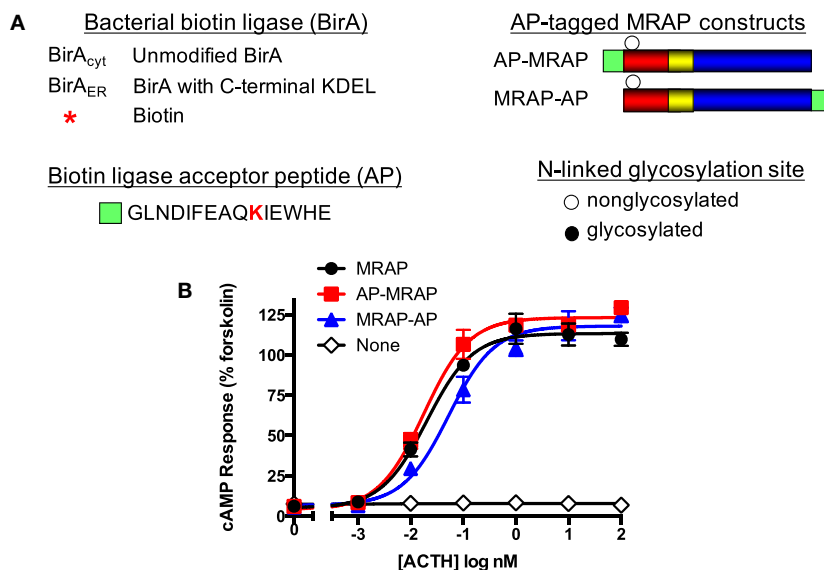 A
Bacterial biotin ligase (BirA)
BirAcyt Unmodified BirA
BirAER BirA with C-terminal KDEL
* Biotin
AP-tagged MRAP constructs
AP-MRAP
MRAP-AP
Biotin ligase acceptor peptide (AP)
GLNDIFEAQKIEWHE
N-linked glycosylation site
nonglycosylated
glycosylated
B
MRAP
AP-MRAP
MRAP-AP
None
cAMP Response (% forskolin)
125
100
75
50
25
0
0 -3 -2 -1 0 1 2
[ACTH] log nM